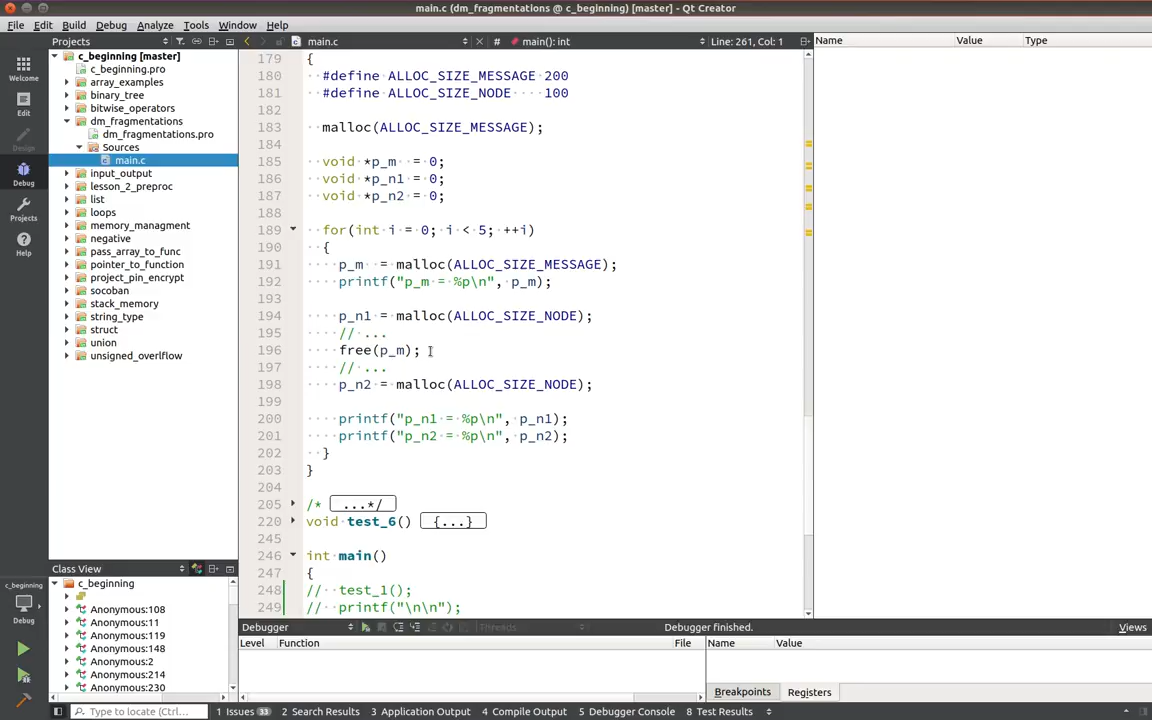 main.c (dm_fragmentations @ c_beginning) [master] - Qt Creator
File Edit Build Debug Analyze Tools Window Help
Projects
main.c
# main(): int
Line: 261, Col: 1
Name Value Type
Welcome
Edit
Design
Debug
Projects
Help
c_beginning [master]
c_beginning.pro
array_examples
binary_tree
bitwise_operators
dm_fragmentations
dm_fragmentations.pro
Sources
main.c
input_output
lesson_2_preproc
list
loops
memory_managment
negative
pass_array_to_func
pointer_to_function
project_pin_encrypt
socoban
stack_memory
string_type
struct
union
unsigned_overlflow
179 {
180 #define ALLOC_SIZE_MESSAGE 200
181 #define ALLOC_SIZE_NODE 100
182
183 malloc(ALLOC_SIZE_MESSAGE);
184
185 void *p_m = 0;
186 void *p_n1 = 0;
187 void *p_n2 = 0;
188
189 for(int i = 0; i < 5; ++i)
190 {
191 p_m = malloc(ALLOC_SIZE_MESSAGE);
192 printf("p_m = %p\n", p_m);
193
194 p_n1 = malloc(ALLOC_SIZE_NODE);
195 // ...
196 free(p_m);
197 // ...
198 p_n2 = malloc(ALLOC_SIZE_NODE);
199
200 printf("p_n1 = %p\n", p_n1);
201 printf("p_n2 = %p\n", p_n2);
202 }
203 }
204
205 /* ...*/
220 void test_6() {...}
245
246 int main()
247 {
248 // test_1();
249 // printf("\n\n");
Class View
c_beginning
Anonymous:108
Anonymous:11
Anonymous:119
Anonymous:148
Anonymous:2
Anonymous:214
Anonymous:230
c_beginning
Debug
Debugger
Threads
Debugger finished.
Views
Level Function File
Name Value
Breakpoints Registers
Type to locate (Ctrl...
1 Issues 33 2 Search Results 3 Application Output 4 Compile Output 5 Debugger Console 8 Test Results